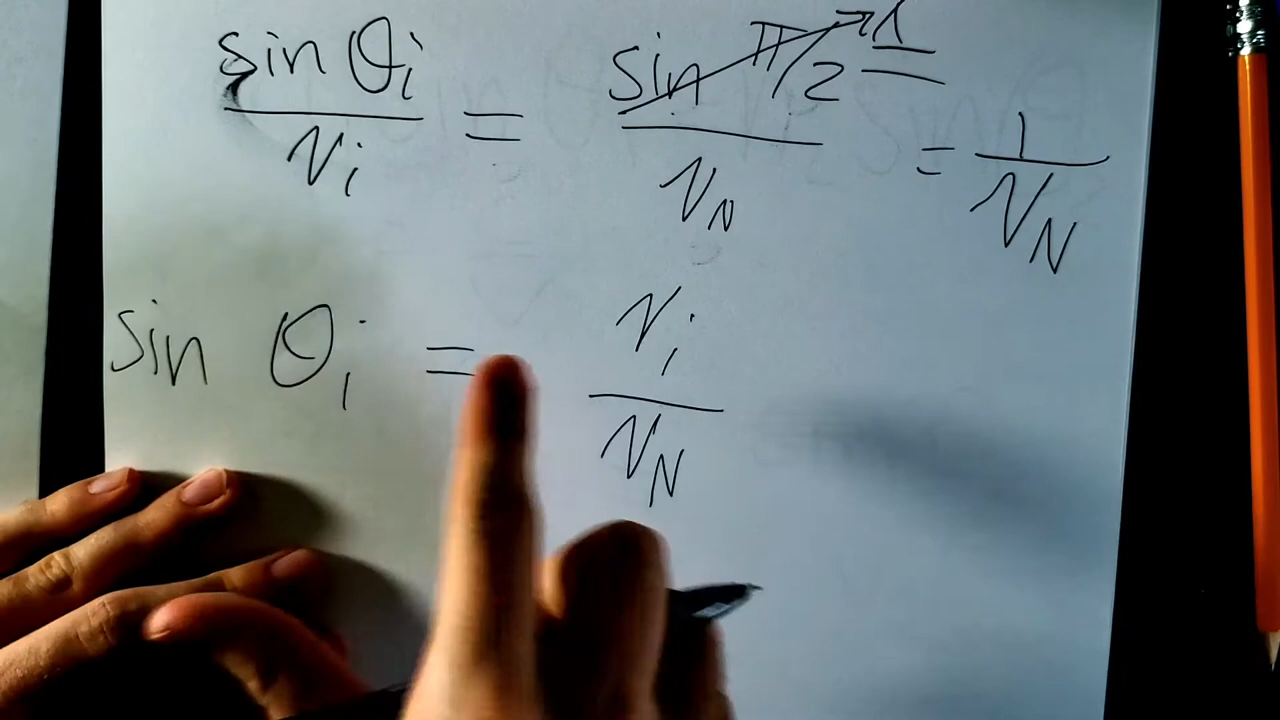 sin θi / vi = sin π/2 → 1 / vN = 1 / vN
sin θi = vi / vN